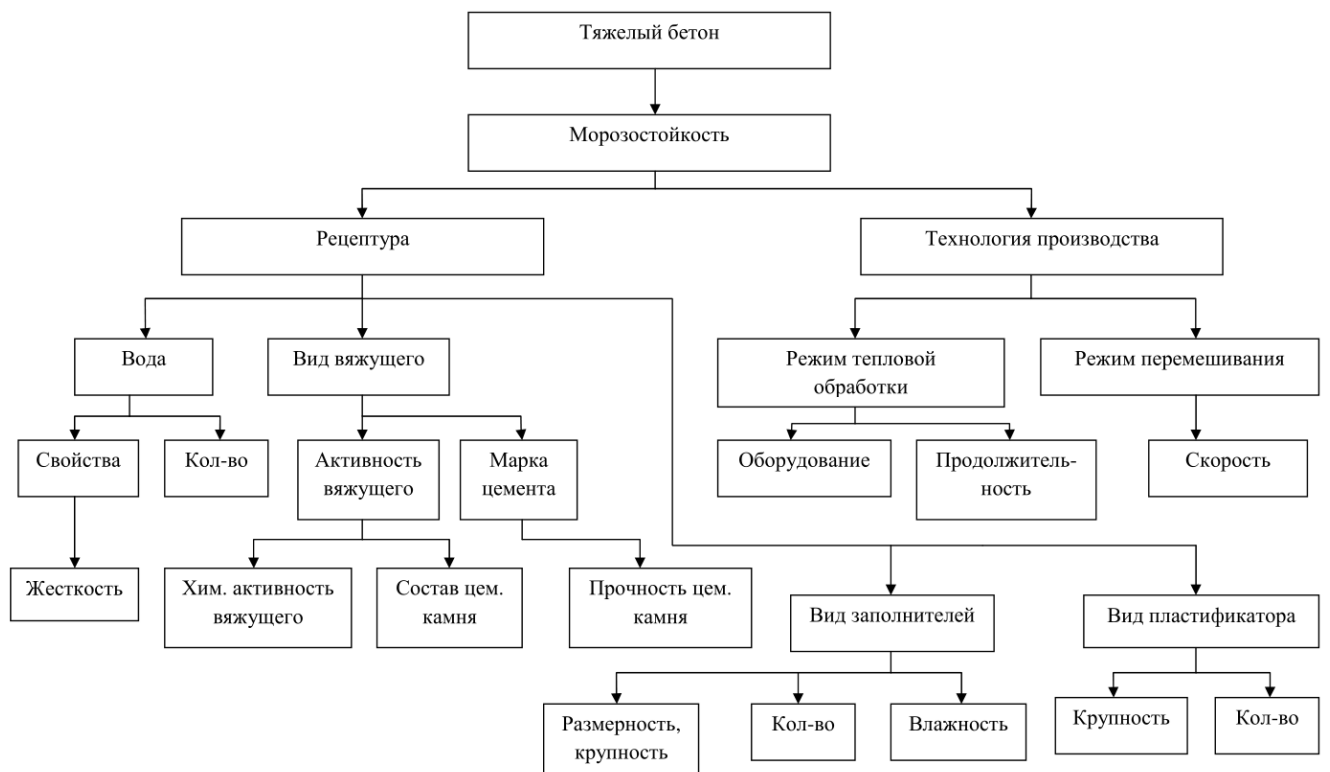 Тяжелый бетон
Морозостойкость
Рецептура
Технология производства
Вода
Вид вяжущего
Режим тепловой
обработки
Режим перемешивания
Свойства
Кол-во
Активность
вяжущего
Марка
цемента
Оборудование
Продолжитель-
ность
Скорость
Жесткость
Хим. активность
вяжущего
Состав цем.
камня
Прочность цем.
камня
Вид заполнителей
Вид пластификатора
Размерность,
крупность
Кол-во
Влажность
Крупность
Кол-во